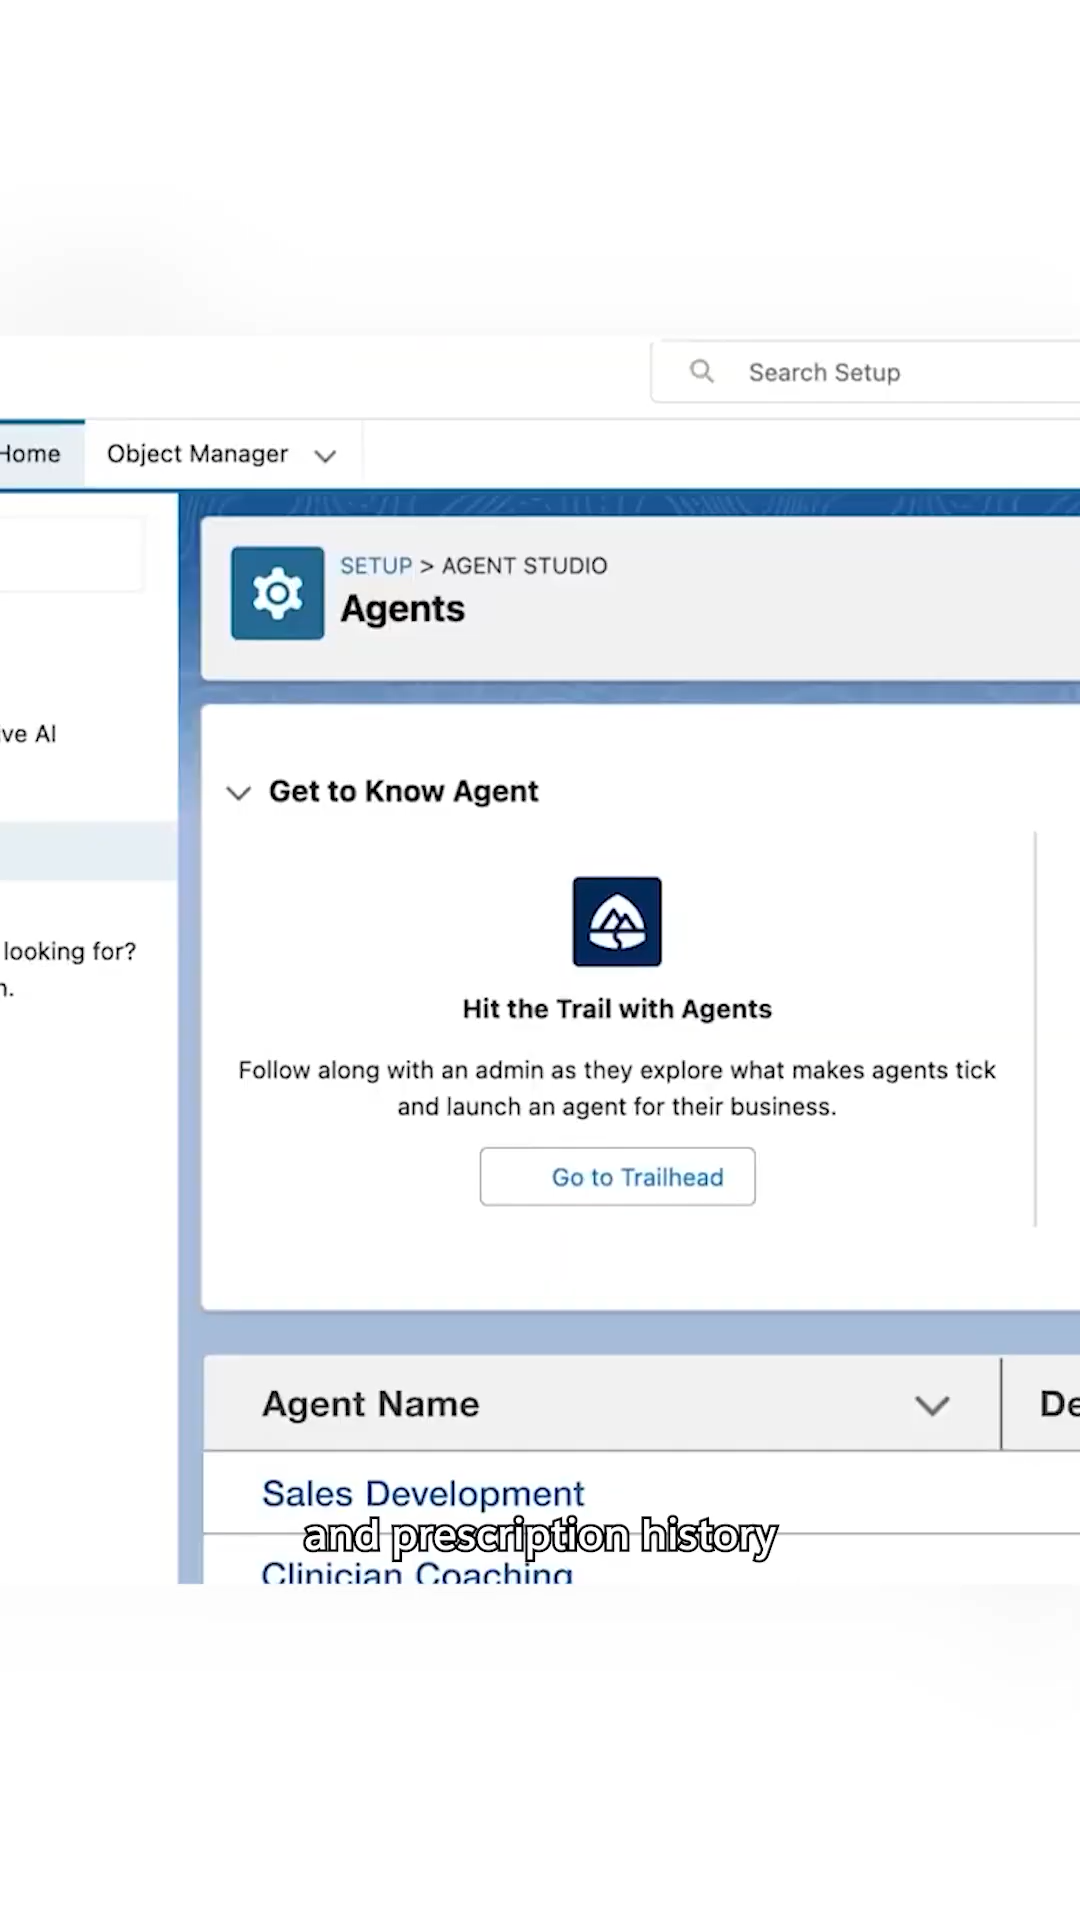 Search Setup
Home
Object Manager
SETUP > AGENT STUDIO
Agents
ve AI
Get to Know Agent
looking for?
n.
Hit the Trail with Agents
Follow along with an admin as they explore what makes agents tick
and launch an agent for their business.
Go to Trailhead
Agent Name
De
Sales Development
and prescription history
Clinician Coaching